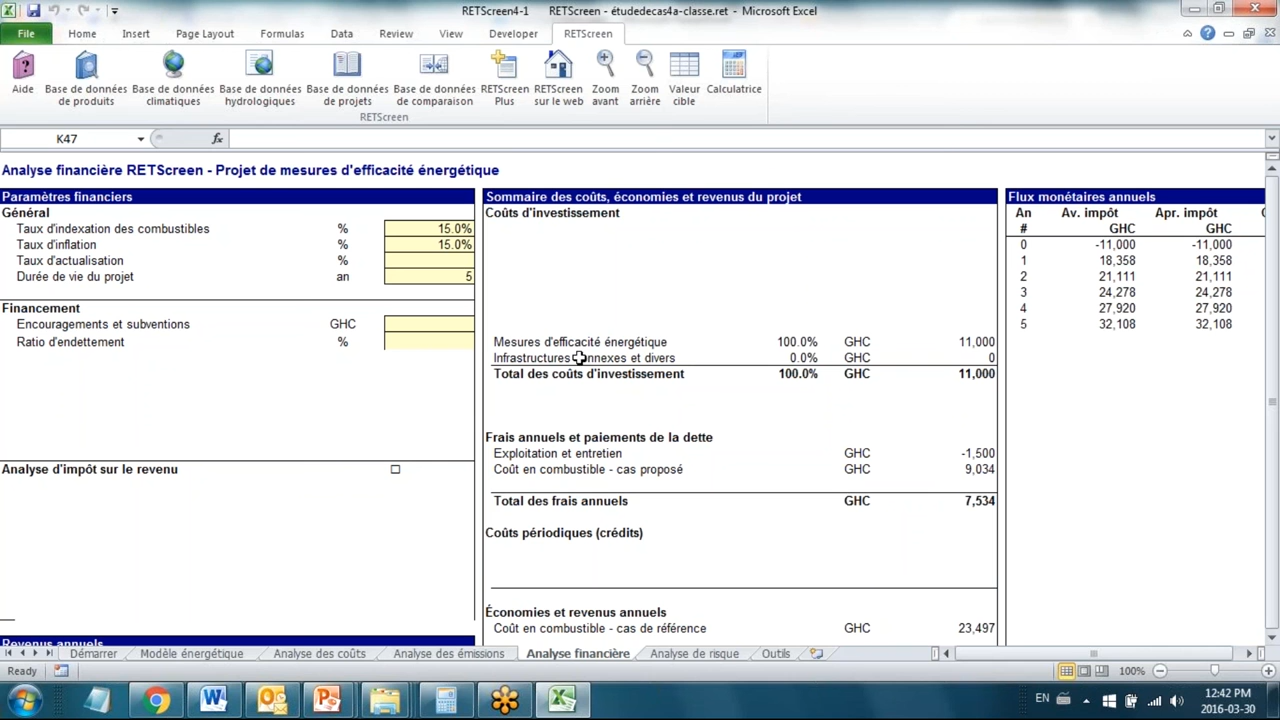 RETScreen4-1 RETScreen - étudedecas4a-classe.ret - Microsoft Excel
File Home Insert Page Layout Formulas Data Review View Developer RETScreen
Aide
Base de données de produits
Base de données climatiques
Base de données hydrologiques
Base de données de projets
Base de données de comparaison
RETScreen Plus
RETScreen sur le web
Zoom avant
Zoom arrière
Valeur cible
Calculatrice
RETScreen
K47 fx
Analyse financière RETScreen - Projet de mesures d'efficacité énergétique
Paramètres financiers
Général
Taux d'indexation des combustibles % 15.0%
Taux d'inflation % 15.0%
Taux d'actualisation %
Durée de vie du projet an 5
Financement
Encouragements et subventions GHC
Ratio d'endettement %
Analyse d'impôt sur le revenu
Revenus annuels
Sommaire des coûts, économies et revenus du projet
Coûts d'investissement
Mesures d'efficacité énergétique 100.0% GHC 11,000
Infrastructures connexes et divers 0.0% GHC 0
Total des coûts d'investissement 100.0% GHC 11,000
Frais annuels et paiements de la dette
Exploitation et entretien GHC -1,500
Coût en combustible - cas proposé GHC 9,034
Total des frais annuels GHC 7,534
Coûts périodiques (crédits)
Économies et revenus annuels
Coût en combustible - cas de référence GHC 23,497
Flux monétaires annuels
An Av. impôt Apr. impôt
# GHC GHC
0 -11,000 -11,000
1 18,358 18,358
2 21,111 21,111
3 24,278 24,278
4 27,920 27,920
5 32,108 32,108
Démarrer Modèle énergétique Analyse des coûts Analyse des émissions Analyse financière Analyse de risque Outils
Ready 100%
EN 12:42 PM
2016-03-30